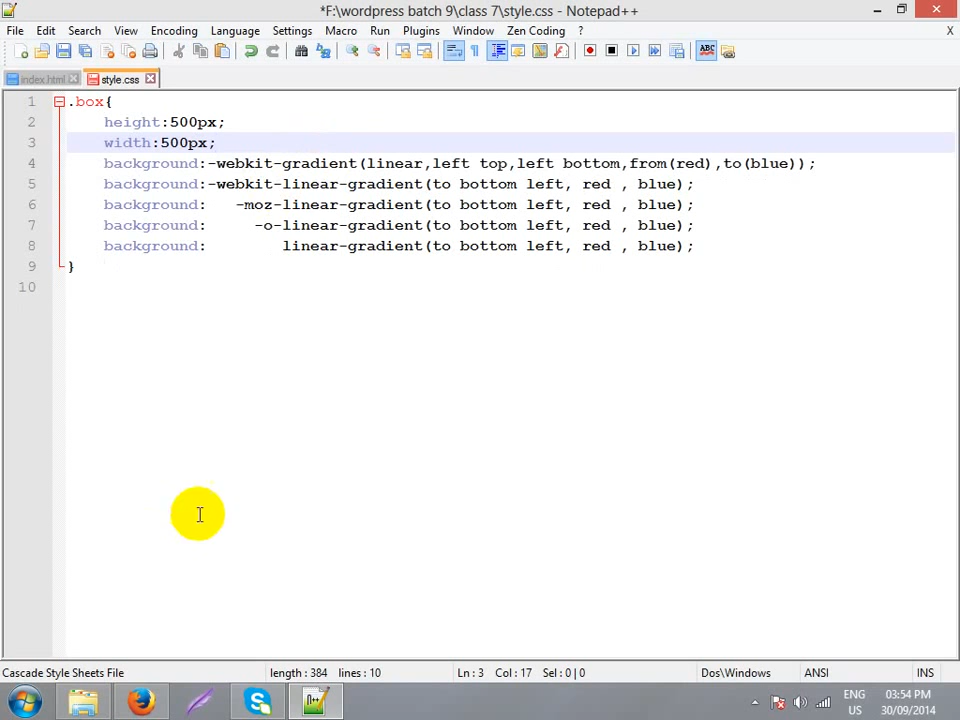 *F:\wordpress batch 9\class 7\style.css - Notepad++
File Edit Search View Encoding Language Settings Macro Run Plugins Window Zen Coding ? X
index.html style.css
1 .box{
2 height:500px;
3 width:500px;
4 background:-webkit-gradient(linear,left top,left bottom,from(red),to(blue));
5 background:-webkit-linear-gradient(to bottom left, red , blue);
6 background: -moz-linear-gradient(to bottom left, red , blue);
7 background: -o-linear-gradient(to bottom left, red , blue);
8 background: linear-gradient(to bottom left, red , blue);
9 }
10
Cascade Style Sheets File length : 384 lines : 10 Ln : 3 Col : 17 Sel : 0 | 0 Dos\Windows ANSI INS
ENG 03:54 PM
US 30/09/2014